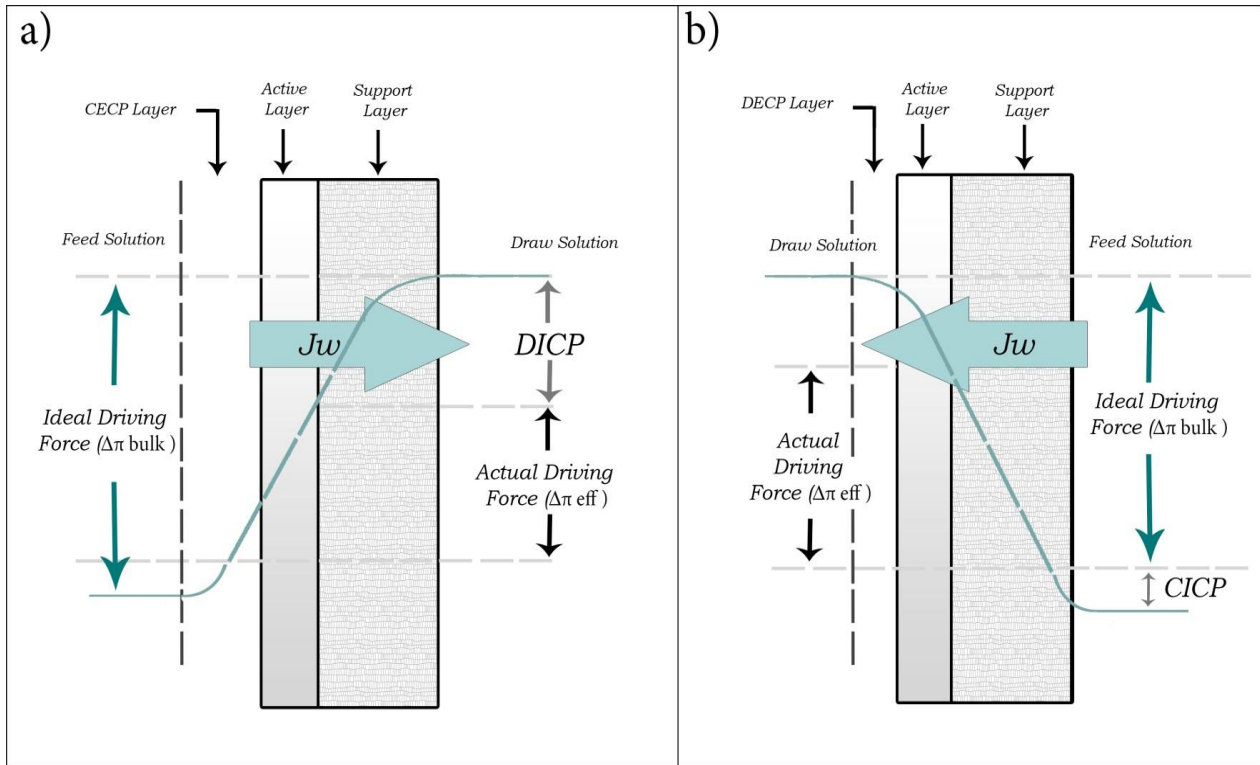 a)
CECP Layer
Active
Layer
Support
Layer
Feed Solution
Draw Solution
Jw
DICP
Ideal Driving
Force (Δπ bulk )
Actual Driving
Force (Δπ eff )
b)
DECP Layer
Active
Layer
Support
Layer
Draw Solution
Feed Solution
Jw
Actual
Driving
Force (Δπ eff )
Ideal Driving
Force (Δπ bulk )
CICP